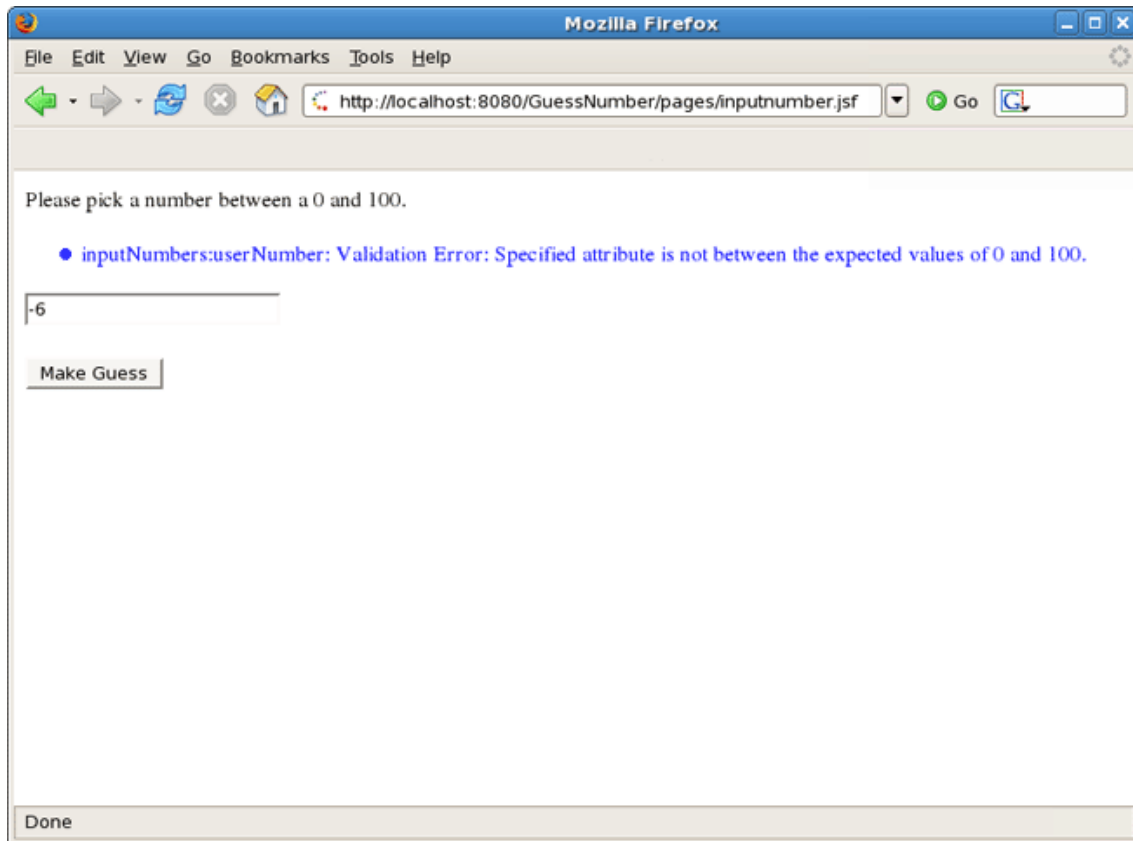 Mozilla Firefox
File Edit View Go Bookmarks Tools Help
http://localhost:8080/GuessNumber/pages/inputnumber.jsf Go G
Please pick a number between a 0 and 100.
inputNumbers:userNumber: Validation Error: Specified attribute is not between the expected values of 0 and 100.
-6
Make Guess
Done